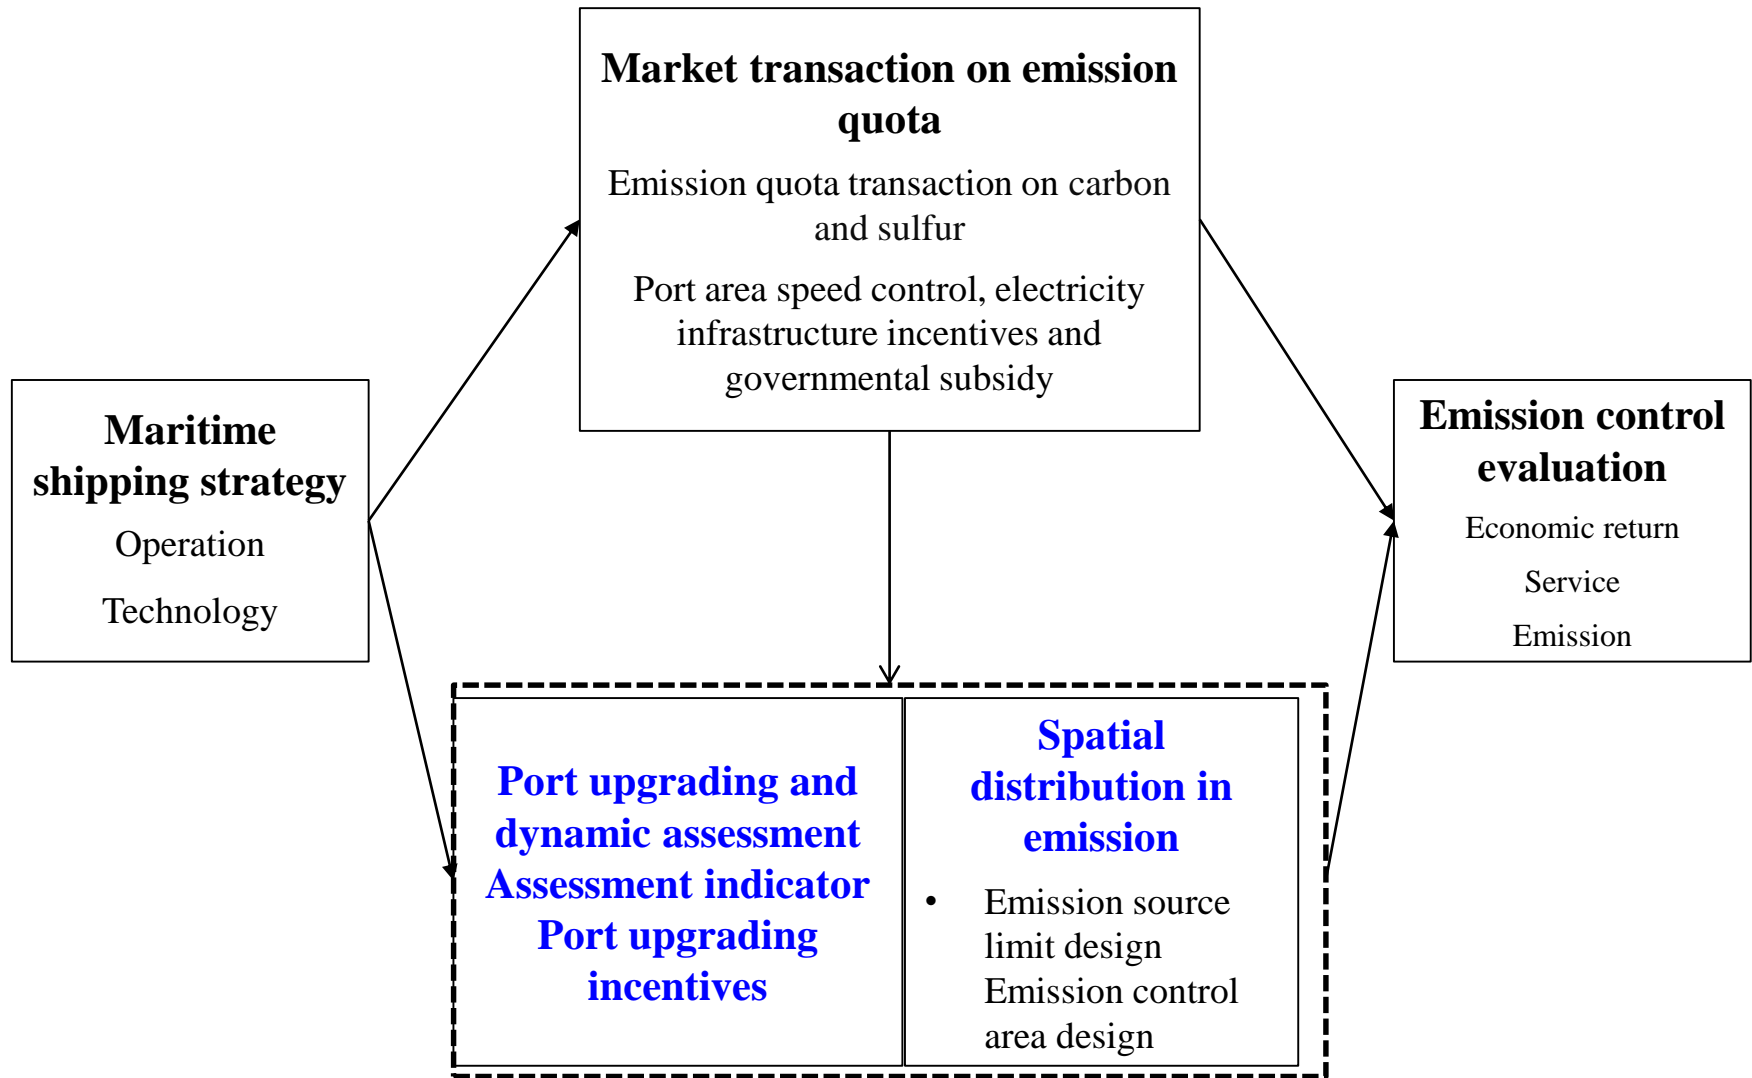 Market transaction on emission
quota
Emission quota transaction on carbon
and sulfur
Port area speed control, electricity
infrastructure incentives and
governmental subsidy
Maritime
shipping strategy
Operation
Technology
Emission control
evaluation
Economic return
Service
Emission
Port upgrading and
dynamic assessment
Assessment indicator
Port upgrading
incentives
Spatial
distribution in
emission
• Emission source
limit design
Emission control
area design